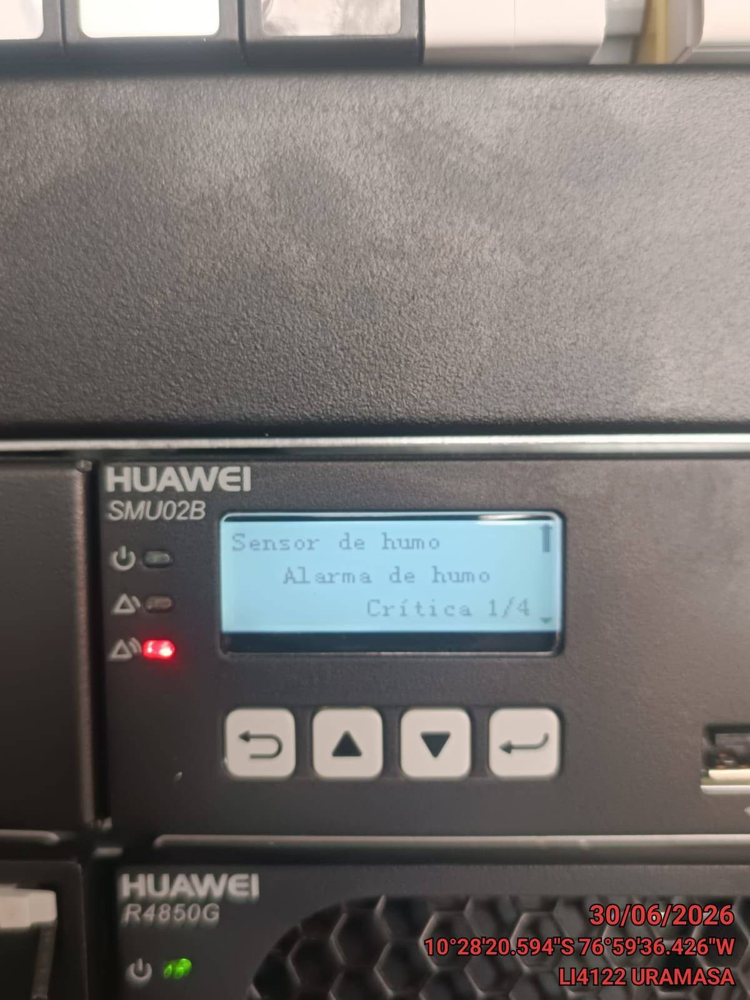 HUAWEI
SMU02B
Sensor de humo
Alarma de humo
Crítica 1/4
HUAWEI
R4850G
30/06/2026
10°28'20.594"S 76°59'36.426"W
LI4122 URAMASA